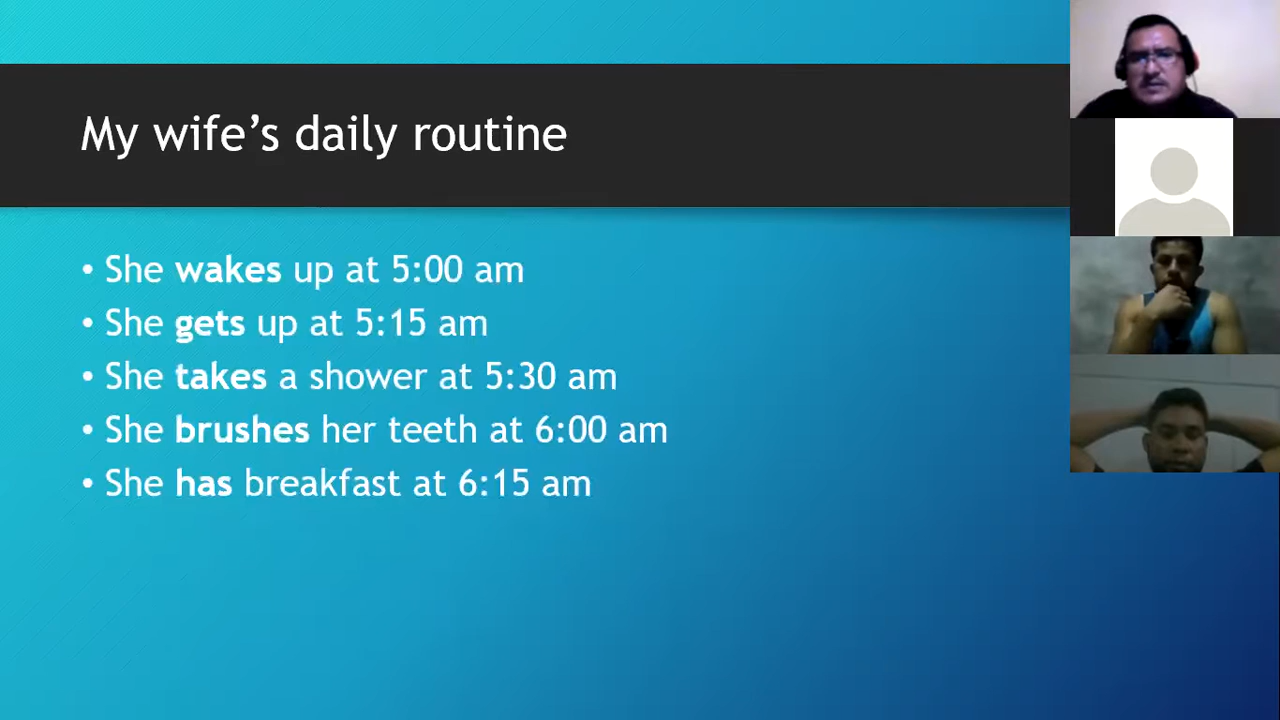 My wife’s daily routine
• She wakes up at 5:00 am
• She gets up at 5:15 am
• She takes a shower at 5:30 am
• She brushes her teeth at 6:00 am
• She has breakfast at 6:15 am